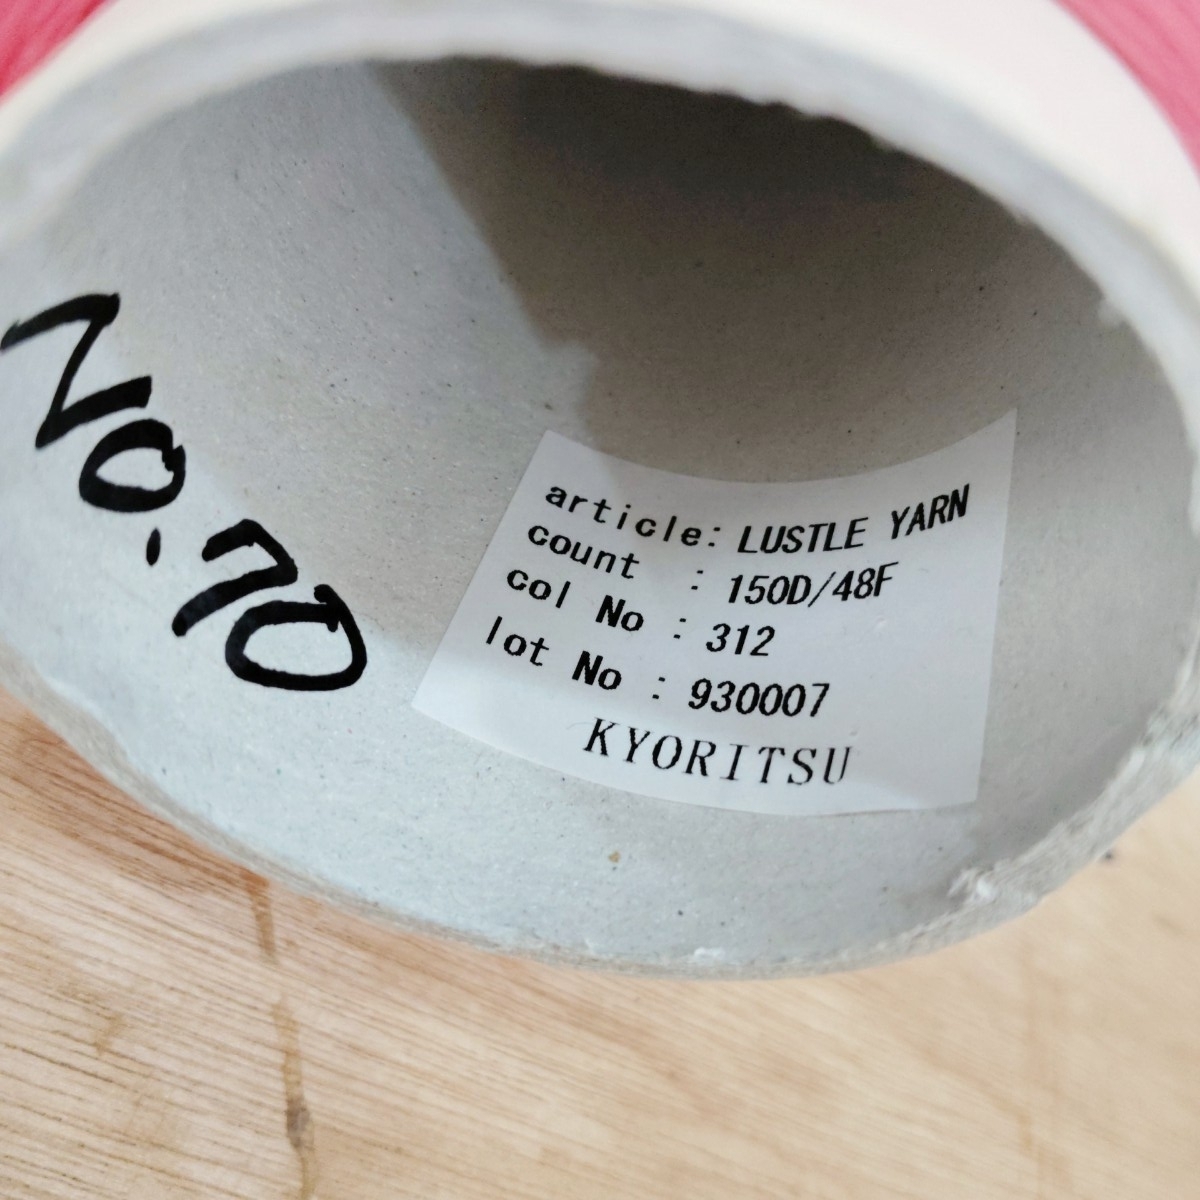 No.70
article: LUSTLE YARN
count : 150D/48F
col No : 312
lot No : 930007
KYORITSU